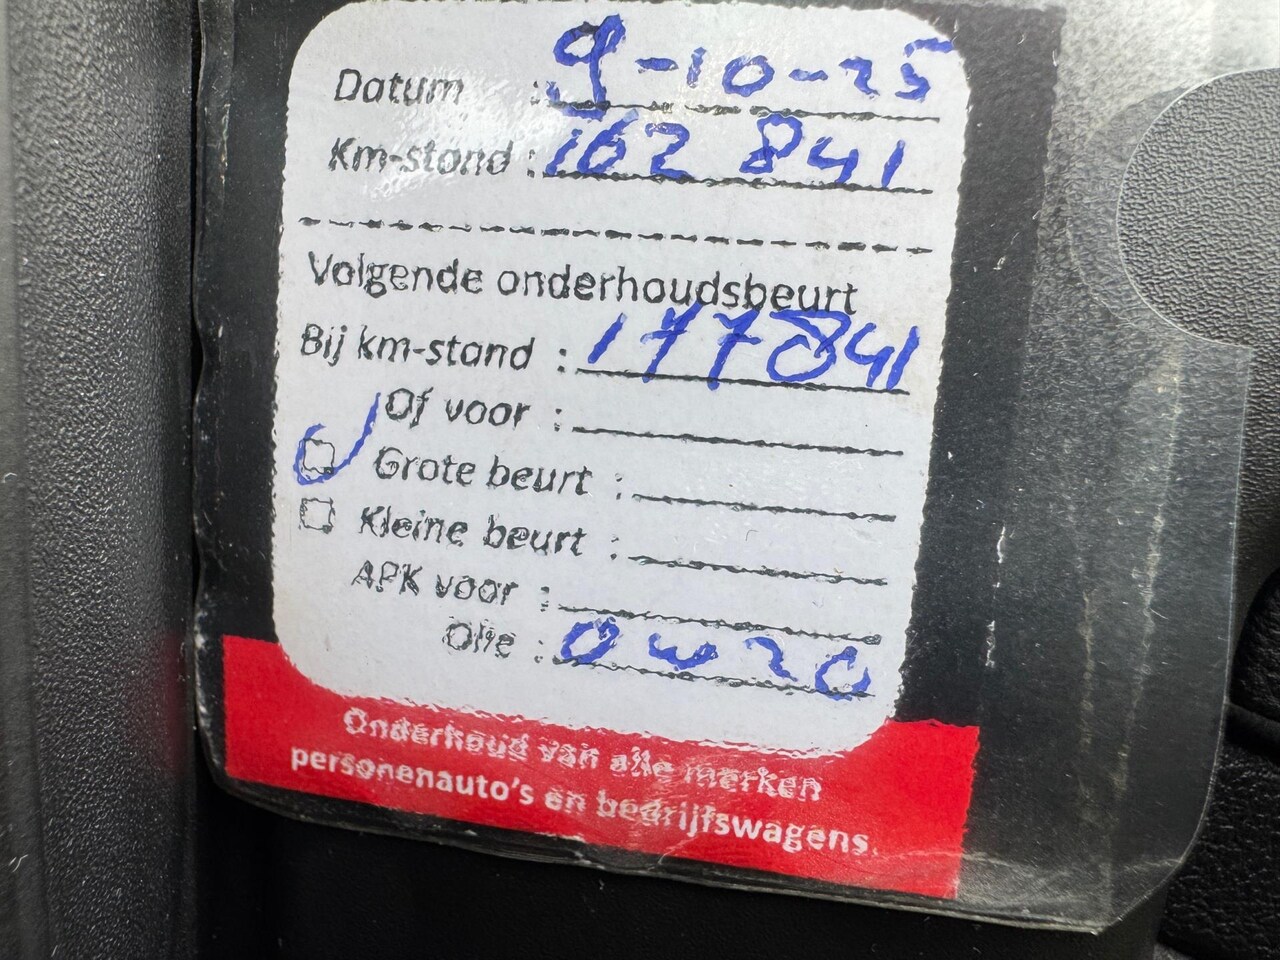 Datum : 9-10-25
Km-stand : 162 841
Volgende onderhoudsbeurt
Bij km-stand : 177841
Of voor :
Grote beurt :
Kleine beurt :
APK voor :
Olie : 0w20
Onderhoud van alle merken
personenauto's en bedrijfswagens.